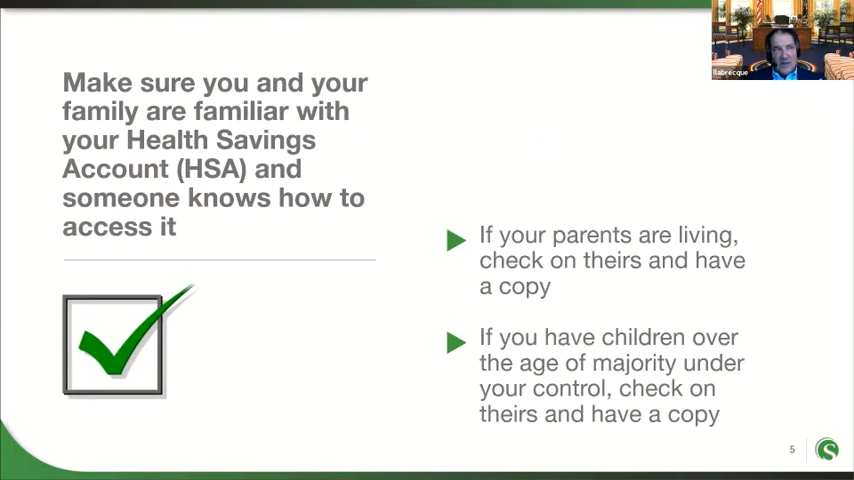 llabrecque
Make sure you and your
family are familiar with
your Health Savings
Account (HSA) and
someone knows how to
access it
If your parents are living,
check on theirs and have
a copy
If you have children over
the age of majority under
your control, check on
theirs and have a copy
5
S